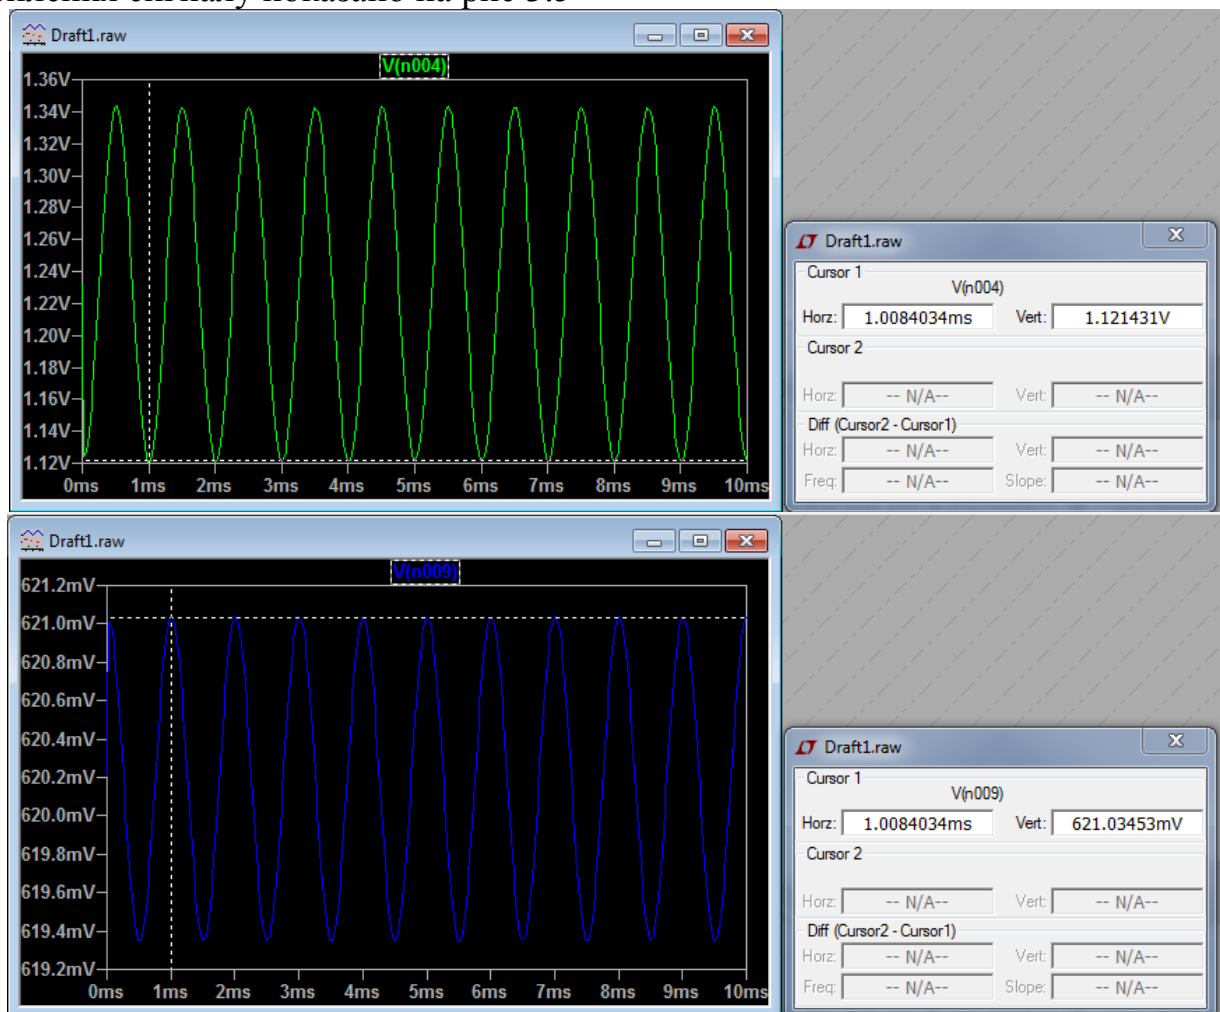 сигналу показано на рис 3.3
Draft1.raw
V(n004)
1.36V
1.34V
1.32V
1.30V
1.28V
1.26V
1.24V
1.22V
1.20V
1.18V
1.16V
1.14V
1.12V
0ms 1ms 2ms 3ms 4ms 5ms 6ms 7ms 8ms 9ms 10ms
Draft1.raw
Cursor 1
V(n004)
Horz: 1.0084034ms Vert: 1.121431V
Cursor 2
Horz: -- N/A-- Vert: -- N/A--
Diff (Cursor2 - Cursor1)
Horz: -- N/A-- Vert: -- N/A--
Freq: -- N/A-- Slope: -- N/A--
Draft1.raw
V(n009)
621.2mV
621.0mV
620.8mV
620.6mV
620.4mV
620.2mV
620.0mV
619.8mV
619.6mV
619.4mV
619.2mV
0ms 1ms 2ms 3ms 4ms 5ms 6ms 7ms 8ms 9ms 10ms
Draft1.raw
Cursor 1
V(n009)
Horz: 1.0084034ms Vert: 621.03453mV
Cursor 2
Horz: -- N/A-- Vert: -- N/A--
Diff (Cursor2 - Cursor1)
Horz: -- N/A-- Vert: -- N/A--
Freq: -- N/A-- Slope: -- N/A--